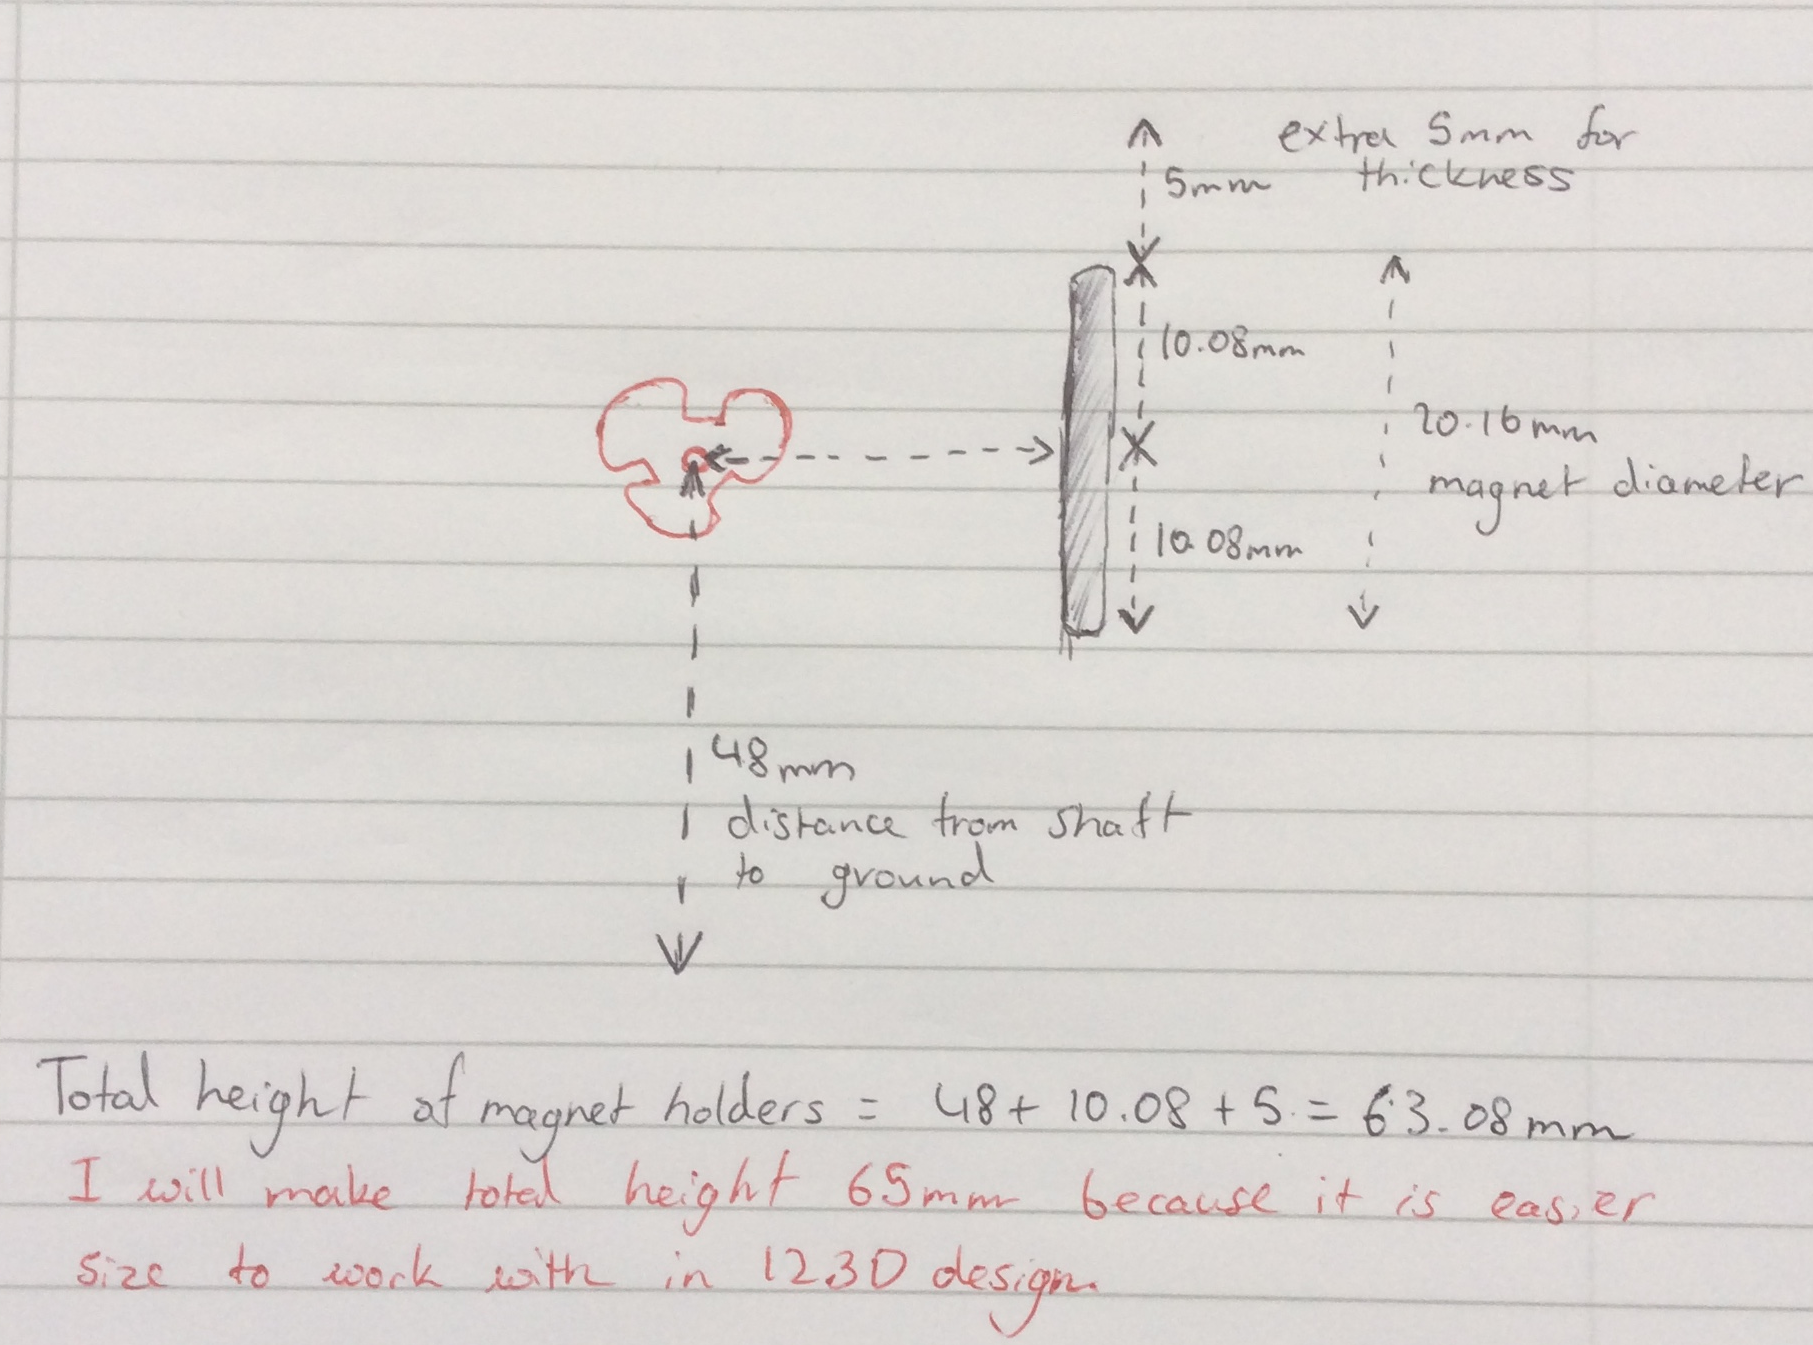 extra 5mm for
thickness
5mm
10.08mm
20.16mm
magnet diameter
10.08mm
48mm
distance from shaft
to ground
Total height of magnet holders = 48 + 10.08 + 5 = 63.08mm
I will make total height 65mm because it is easier
size to work with in 123D design.